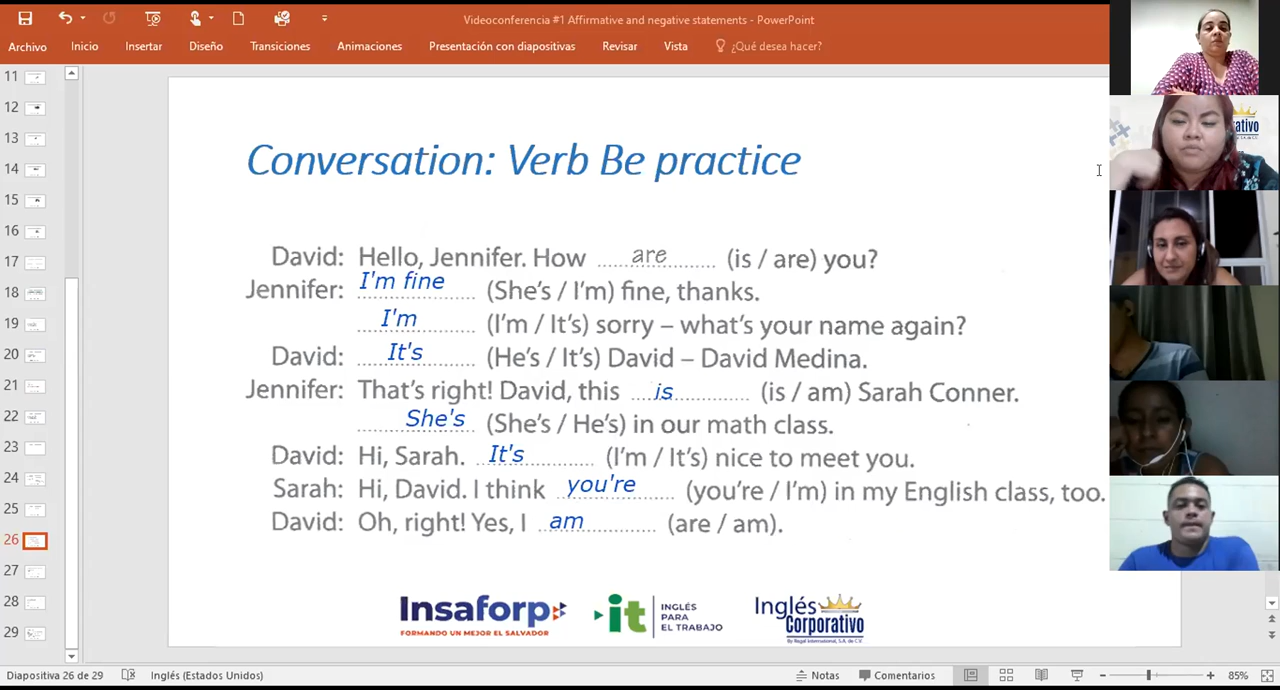 Videoconferencia #1 Affirmative and negative statements - PowerPoint
Archivo Inicio Insertar Diseño Transiciones Animaciones Presentación con diapositivas Revisar Vista ¿Qué desea hacer?
11
12
13
14
15
16
17
18
19
20
21
22
23
24
25
26
27
28
29
Conversation: Verb Be practice
David: Hello, Jennifer. How are (is / are) you?
Jennifer: I'm fine (She's / I'm) fine, thanks.
I'm (I'm / It's) sorry – what's your name again?
David: It's (He's / It's) David – David Medina.
Jennifer: That's right! David, this is (is / am) Sarah Conner.
She's (She's / He's) in our math class.
David: Hi, Sarah. It's (I'm / It's) nice to meet you.
Sarah: Hi, David. I think you're (you're / I'm) in my English class, too.
David: Oh, right! Yes, I am (are / am).
Insaforp
FORMANDO UN MEJOR EL SALVADOR
it
INGLÉS
PARA
EL TRABAJO
Inglés
Corporativo
By Regal International, S.A. de C.V.
Diapositiva 26 de 29 Inglés (Estados Unidos) Notas Comentarios 85%